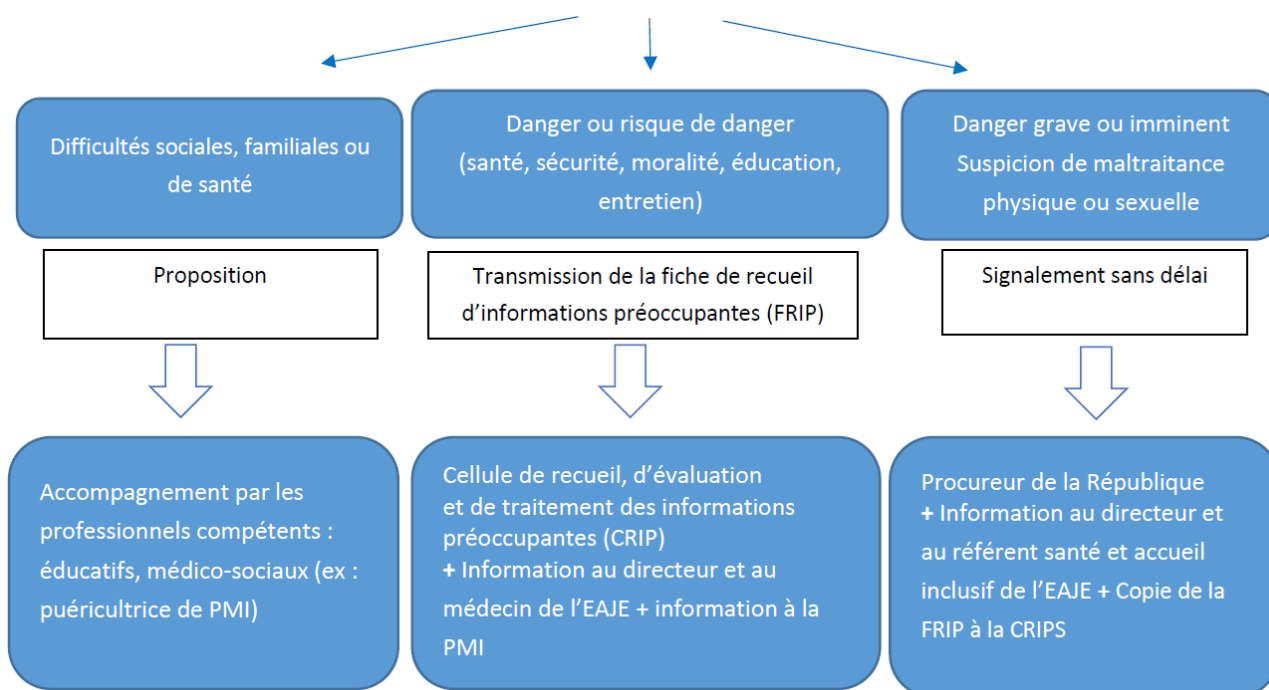 Difficultés sociales, familiales ou
de santé
Danger ou risque de danger
(santé, sécurité, moralité, éducation,
entretien)
Danger grave ou imminent
Suspicion de maltraitance
physique ou sexuelle
Proposition
Transmission de la fiche de recueil
d’informations préoccupantes (FRIP)
Signalement sans délai
Accompagnement par les
professionnels compétents :
éducatifs, médico-sociaux (ex :
puéricultrice de PMI)
Cellule de recueil, d’évaluation
et de traitement des informations
préoccupantes (CRIP)
+ Information au directeur et au
médecin de l’EAJE + information à la
PMI
Procureur de la République
+ Information au directeur et
au référent santé et accueil
inclusif de l’EAJE + Copie de la
FRIP à la CRIPS